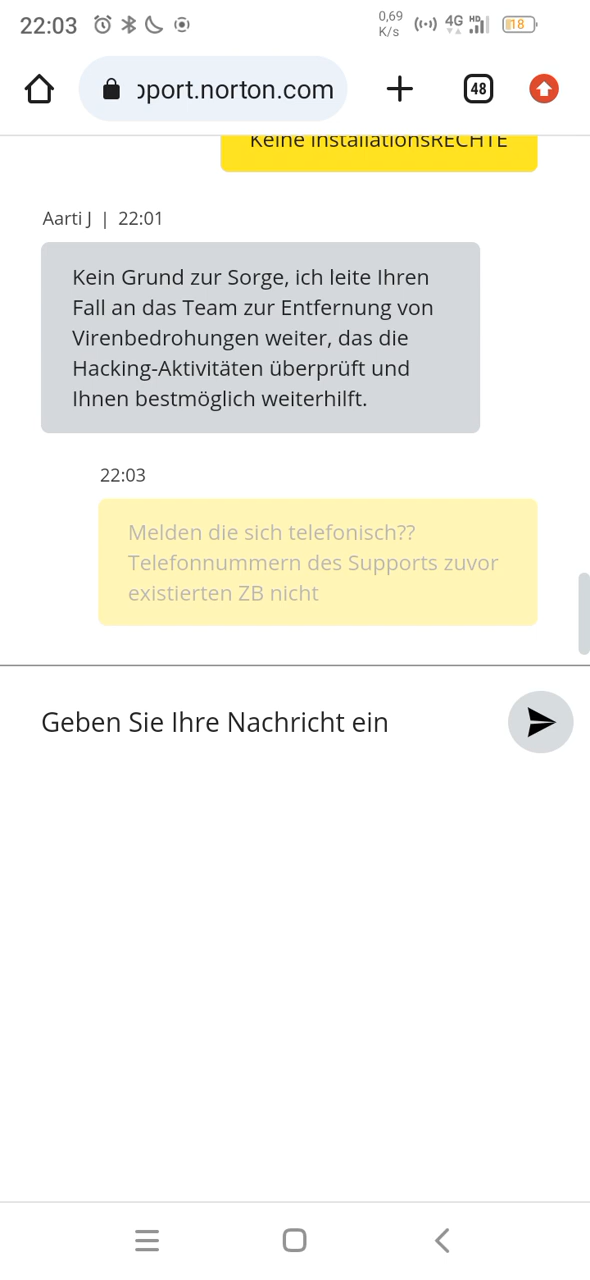 22:03
0,69
K/s
4G
HD
18
pport.norton.com
48
Keine InstallationsRECHTE
Aarti J | 22:01
Kein Grund zur Sorge, ich leite Ihren
Fall an das Team zur Entfernung von
Virenbedrohungen weiter, das die
Hacking-Aktivitäten überprüft und
Ihnen bestmöglich weiterhilft.
22:03
Melden die sich telefonisch??
Telefonnummern des Supports zuvor
existierten ZB nicht
Geben Sie Ihre Nachricht ein